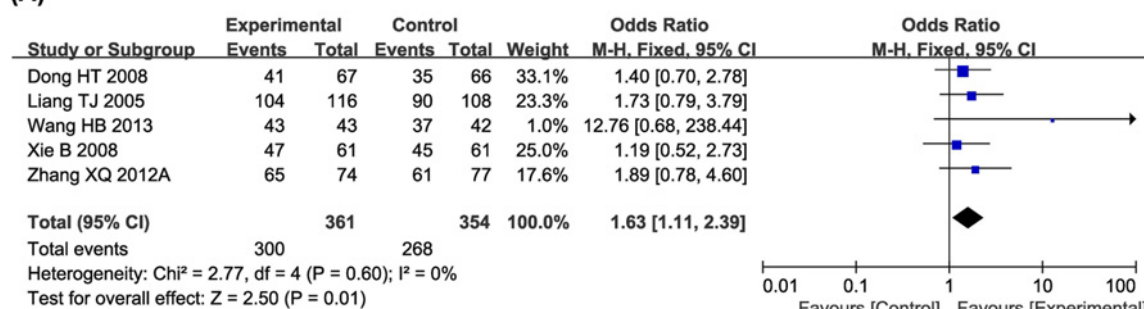 Experimental Control Odds Ratio Odds Ratio
Study or Subgroup Events Total Events Total Weight M-H, Fixed, 95% CI M-H, Fixed, 95% CI
Dong HT 2008 41 67 35 66 33.1% 1.40 [0.70, 2.78]
Liang TJ 2005 104 116 90 108 23.3% 1.73 [0.79, 3.79]
Wang HB 2013 43 43 37 42 1.0% 12.76 [0.68, 238.44]
Xie B 2008 47 61 45 61 25.0% 1.19 [0.52, 2.73]
Zhang XQ 2012A 65 74 61 77 17.6% 1.89 [0.78, 4.60]
Total (95% CI) 361 354 100.0% 1.63 [1.11, 2.39]
Total events 300 268
Heterogeneity: Chi² = 2.77, df = 4 (P = 0.60); I² = 0%
Test for overall effect: Z = 2.50 (P = 0.01)
0.01 0.1 1 10 100
Favours [Control] Favours [Experimental]